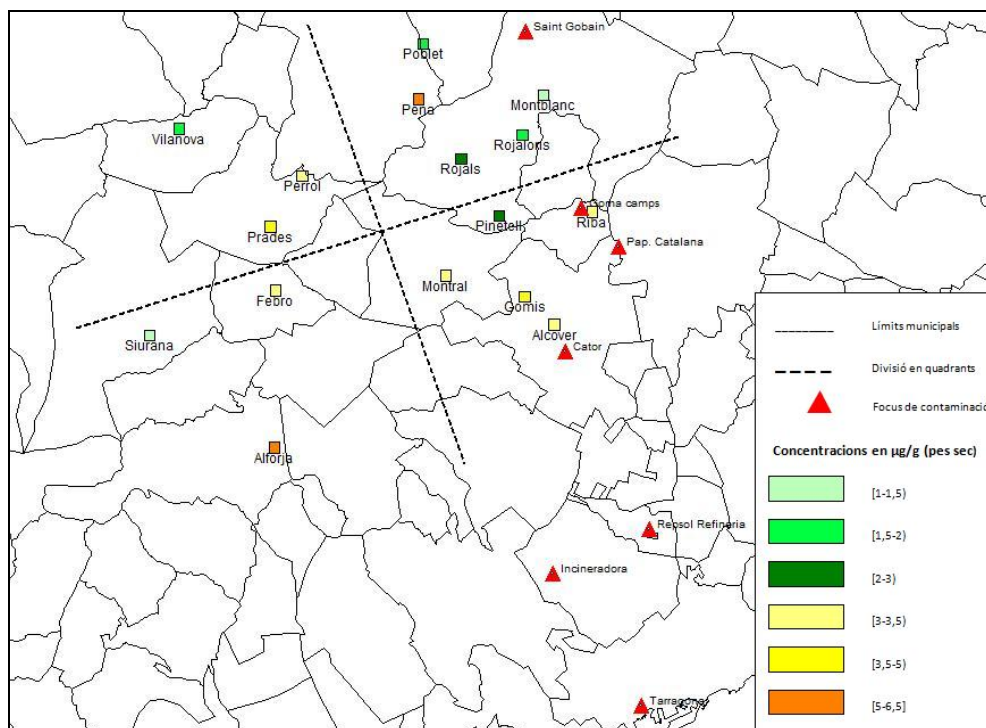 Saint Gobain
Poblet
Pena
Montblanc
Vilanova
Rojalons
Rojals
Perrol
Goma camps
Pinetell
Riba
Prades
Pap. Catalana
Montral
Febro
Gomis
Alcover
Siurana
Cator
Límits municipals
Divisió en quadrants
Focus de contaminació
Concentracions en µg/g (pes sec)
Alforja
[1-1,5)
[1,5-2)
Repsol Refineria
[2-3)
Incineradora
[3-3,5)
[3,5-5)
Tarragona
[5-6,5]